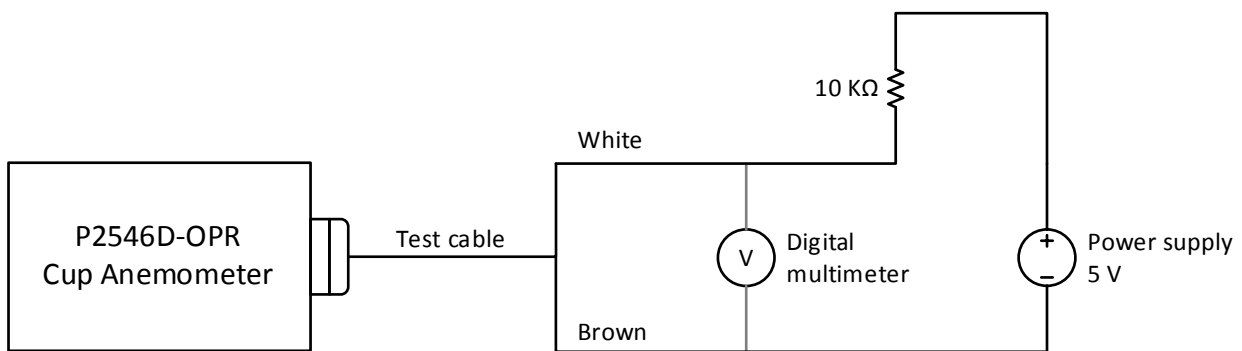 10 KΩ
White
P2546D-OPR
Cup Anemometer
Test cable
V
Digital
multimeter
+
−
Power supply
5 V
Brown